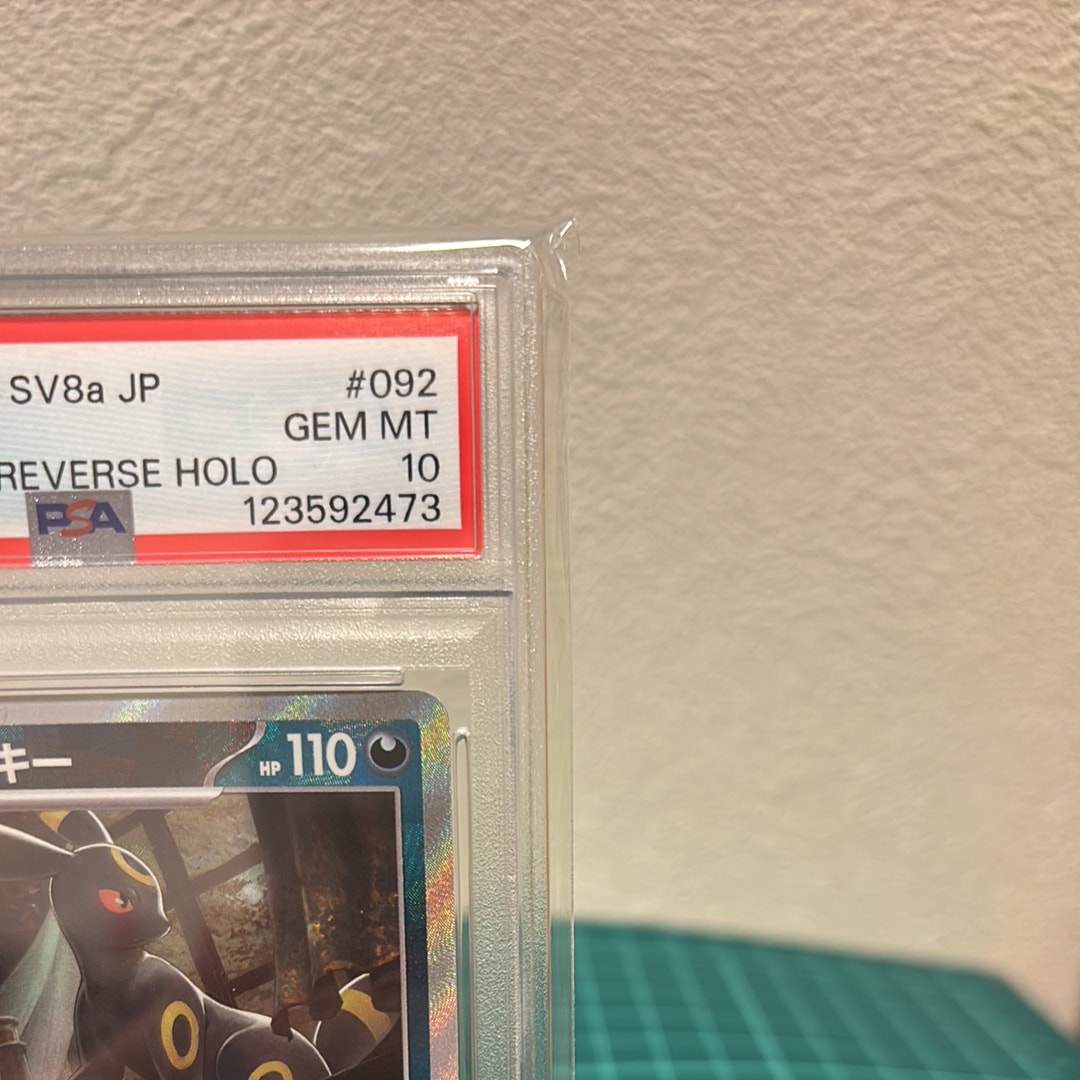 SV8a JP #092
GEM MT
REVERSE HOLO 10
PSA 123592473
キー HP 110